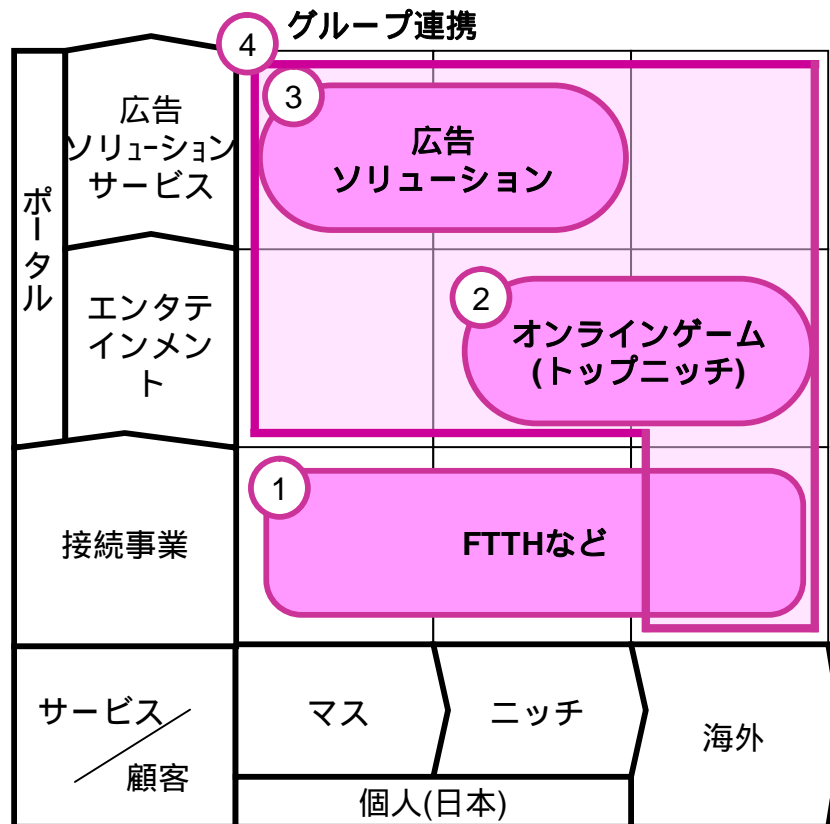 グループ連携
4
3
広告
ソリューション
サービス
広告
ソリューション
ポータル
2
エンタテ
インメン
ト
オンラインゲーム
(トップニッチ)
1
接続事業
FTTHなど
サービス
顧客
マス
ニッチ
海外
個人(日本)